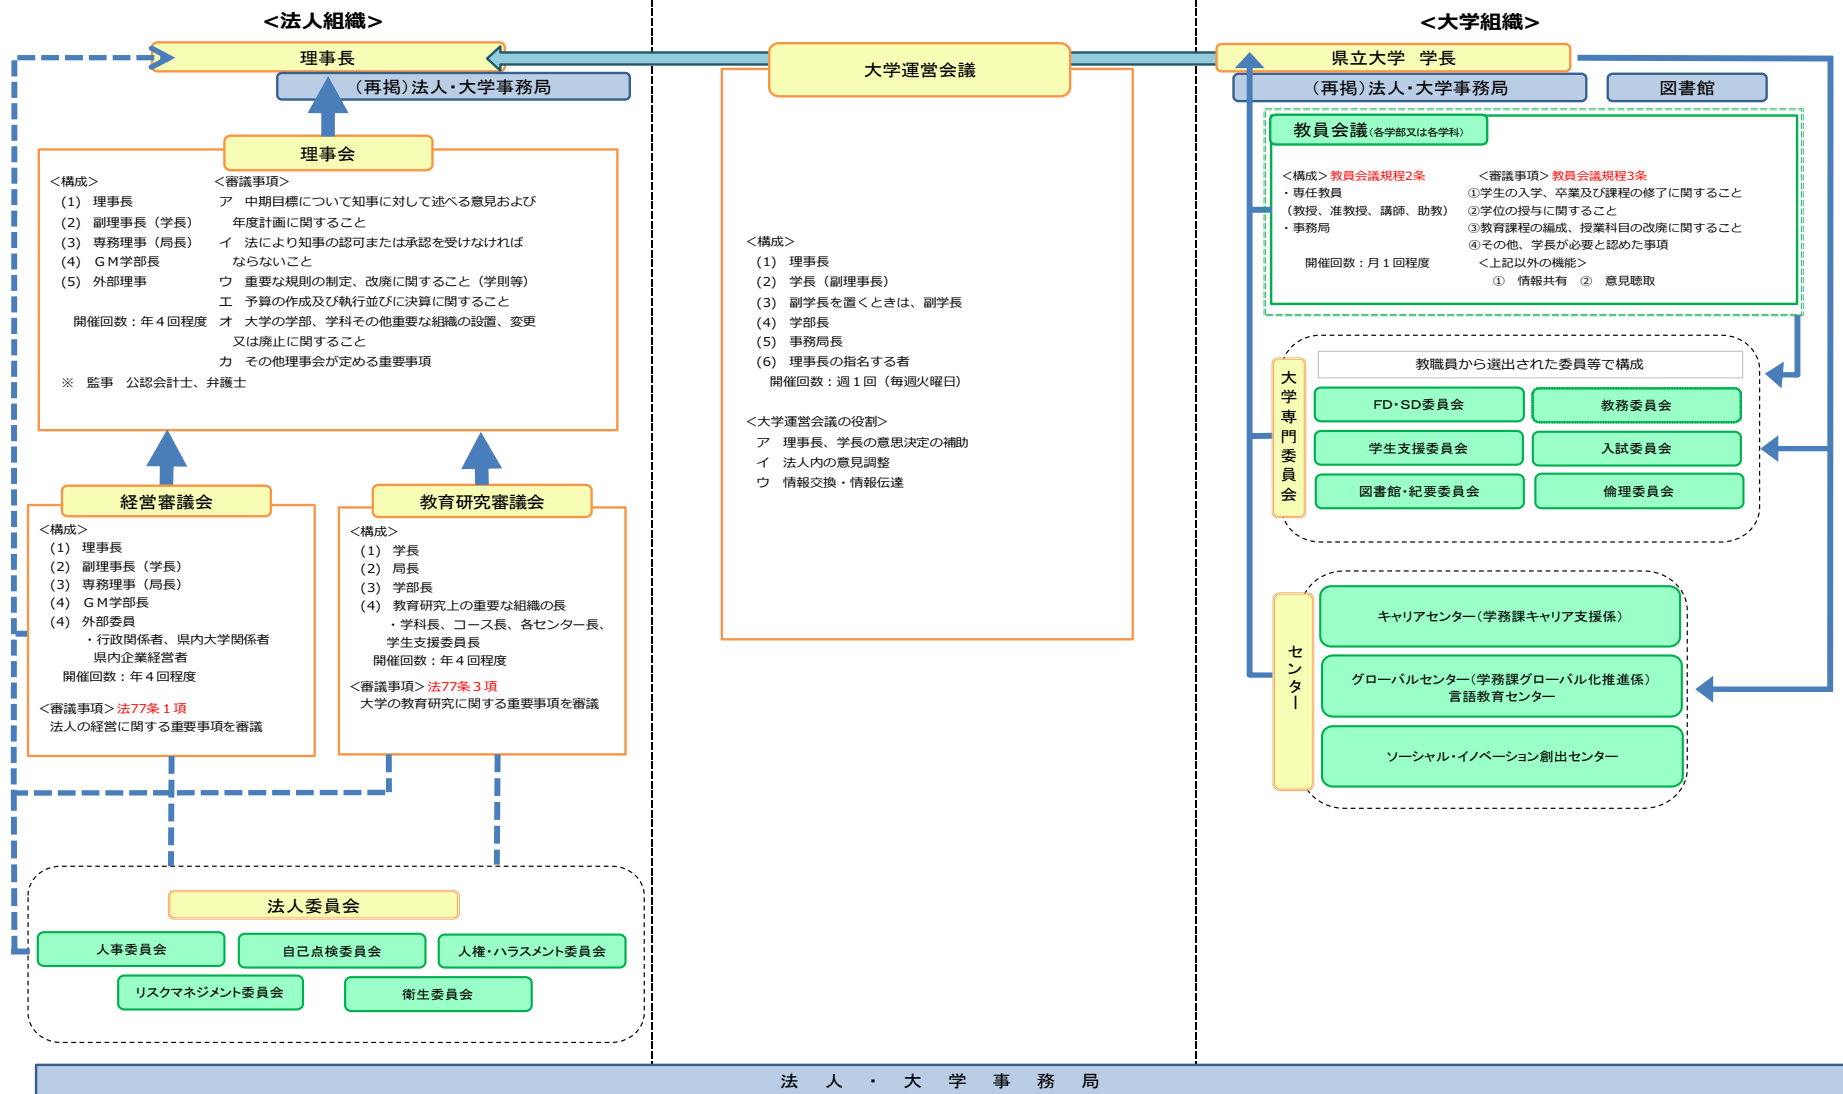 <法人組織>
理事長
（再掲）法人・大学事務局
理事会
＜構成＞
(1) 理事長
(2) 副理事長（学長）
(3) 専務理事（局長）
(4) ＧＭ学部長
(5) 外部理事
開催回数：年４回程度
※ 監事 公認会計士、弁護士
＜審議事項＞
ア 中期目標について知事に対して述べる意見および
年度計画に関すること
イ 法により知事の認可または承認を受けなければ
ならないこと
ウ 重要な規則の制定、改廃に関すること（学則等）
エ 予算の作成及び執行並びに決算に関すること
オ 大学の学部、学科その他重要な組織の設置、変更
又は廃止に関すること
カ その他理事会が定める重要事項
経営審議会
＜構成＞
(1) 理事長
(2) 副理事長（学長）
(3) 専務理事（局長）
(4) ＧＭ学部長
(4) 外部委員
・行政関係者、県内大学関係者
県内企業経営者
開催回数：年４回程度
＜審議事項＞法77条１項
法人の経営に関する重要事項を審議
教育研究審議会
＜構成＞
(1) 学長
(2) 局長
(3) 学部長
(4) 教育研究上の重要な組織の長
・学科長、コース長、各センター長、
学生支援委員長
開催回数：年４回程度
＜審議事項＞法77条３項
大学の教育研究に関する重要事項を審議
法人委員会
人事委員会
自己点検委員会
人権・ハラスメント委員会
リスクマネジメント委員会
衛生委員会
大学運営会議
＜構成＞
(1) 理事長
(2) 学長（副理事長）
(3) 副学長を置くときは、副学長
(4) 学部長
(5) 事務局長
(6) 理事長の指名する者
開催回数：週１回（毎週火曜日）
＜大学運営会議の役割＞
ア 理事長、学長の意思決定の補助
イ 法人内の意見調整
ウ 情報交換・情報伝達
<大学組織>
県立大学 学長
（再掲）法人・大学事務局
図書館
教員会議（各学部又は各学科）
＜構成＞教員会議規程2条
・専任教員
（教授、准教授、講師、助教）
・事務局
開催回数：月１回程度
＜審議事項＞教員会議規程3条
①学生の入学、卒業及び課程の修了に関すること
②学位の授与に関すること
③教育課程の編成、授業科目の改廃に関すること
④その他、学長が必要と認めた事項
＜上記以外の機能＞
① 情報共有 ② 意見聴取
大学専門委員会
教職員から選出された委員等で構成
FD・SD委員会
教務委員会
学生支援委員会
入試委員会
図書館・紀要委員会
倫理委員会
センター
キャリアセンター（学務課キャリア支援係）
グローバルセンター（学務課グローバル化推進係）
言語教育センター
ソーシャル・イノベーション創出センター
法人・大学事務局